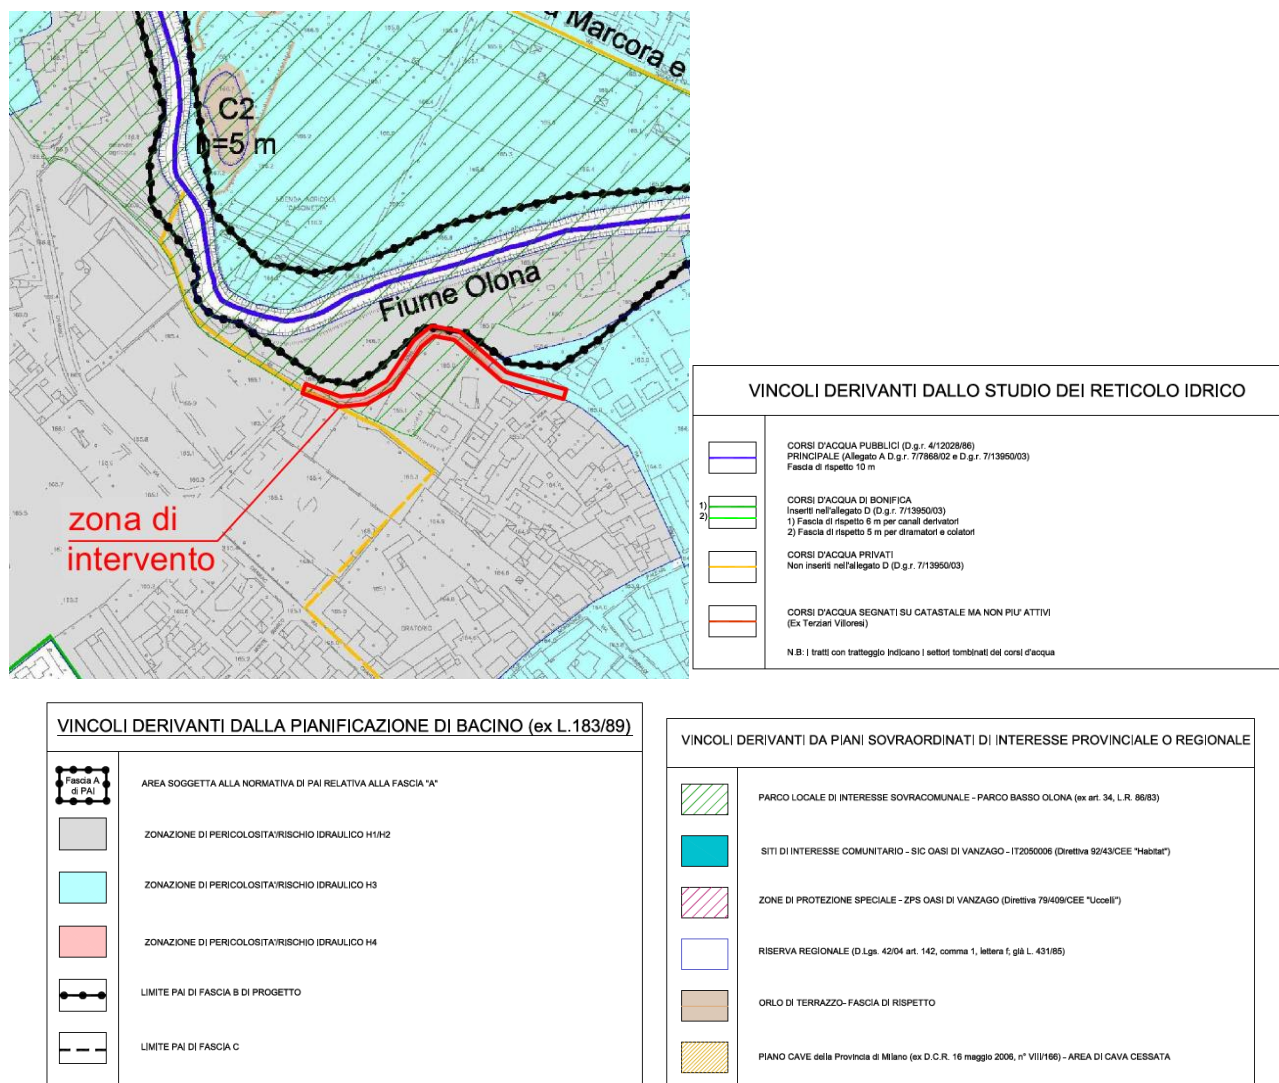 a Marcora e
C2
h=5 m
AZIENDA AGRICOLA
Fiume Olona
zona di
intervento
ORATORIO
VINCOLI DERIVANTI DALLO STUDIO DEI RETICOLO IDRICO
CORSI D'ACQUA PUBBLICI (D.g.r. 4/12028/86)
PRINCIPALE (Allegato A D.g.r. 7/7868/02 e D.g.r. 7/13950/03)
Fascia di rispetto 10 m
1)
2)
CORSI D'ACQUA DI BONIFICA
Inseriti nell'allegato D (D.g.r. 7/13950/03)
1) Fascia di rispetto 6 m per canali derivatori
2) Fascia di rispetto 5 m per diramatori e colatori
CORSI D'ACQUA PRIVATI
Non inseriti nell'allegato D (D.g.r. 7/13950/03)
CORSI D'ACQUA SEGNATI SU CATASTALE MA NON PIU' ATTIVI
(Ex Terziari Villoresi)
N.B: I tratti con tratteggio indicano i settori tombinati dei corsi d'acqua
VINCOLI DERIVANTI DALLA PIANIFICAZIONE DI BACINO (ex L.183/89)
Fascia A
di PAI
AREA SOGGETTA ALLA NORMATIVA DI PAI RELATIVA ALLA FASCIA "A"
ZONAZIONE DI PERICOLOSITA'/RISCHIO IDRAULICO H1/H2
ZONAZIONE DI PERICOLOSITA'/RISCHIO IDRAULICO H3
ZONAZIONE DI PERICOLOSITA'/RISCHIO IDRAULICO H4
LIMITE PAI DI FASCIA B DI PROGETTO
LIMITE PAI DI FASCIA C
VINCOLI DERIVANTI DA PIANI SOVRAORDINATI DI INTERESSE PROVINCIALE O REGIONALE
PARCO LOCALE DI INTERESSE SOVRACOMUNALE - PARCO BASSO OLONA (ex art. 34, L.R. 86/83)
SITI DI INTERESSE COMUNITARIO - SIC OASI DI VANZAGO - IT2050006 (Direttiva 92/43/CEE "Habitat")
ZONE DI PROTEZIONE SPECIALE - ZPS OASI DI VANZAGO (Direttiva 79/409/CEE "Uccelli")
RISERVA REGIONALE (D.Lgs. 42/04 art. 142, comma 1, lettera f; già L. 431/85)
ORLO DI TERRAZZO- FASCIA DI RISPETTO
PIANO CAVE della Provincia di Milano (ex D.C.R. 16 maggio 2006, n° VIII/166) - AREA DI CAVA CESSATA